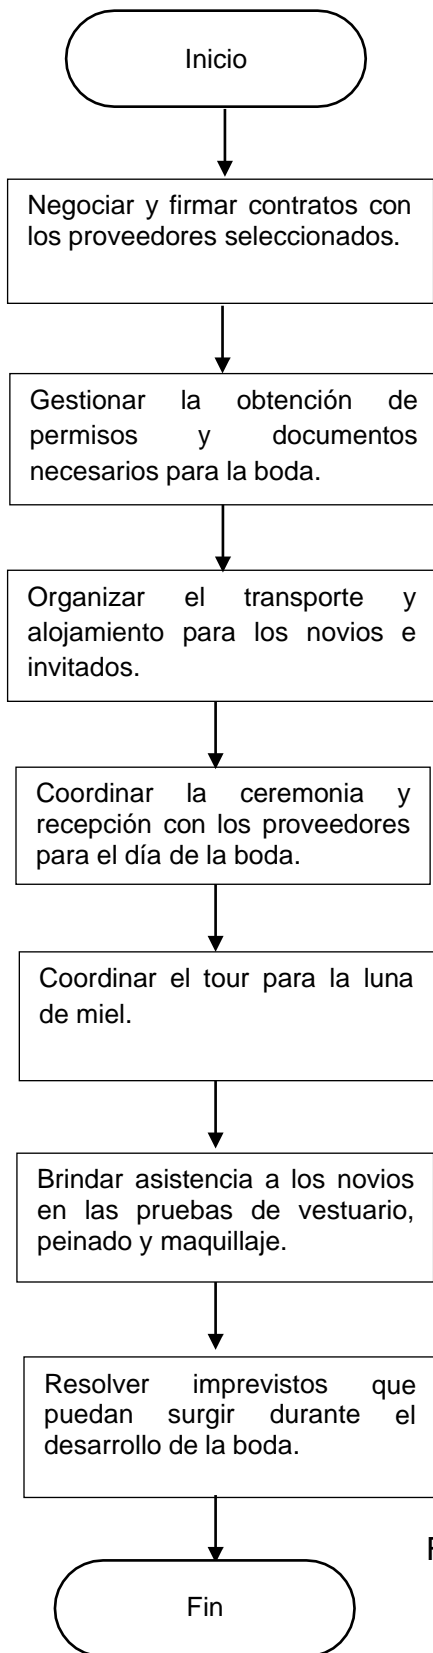 Inicio
Negociar y firmar contratos con
los proveedores seleccionados.
Gestionar la obtención de
permisos y documentos
necesarios para la boda.
Organizar el transporte y
alojamiento para los novios e
invitados.
Coordinar la ceremonia y
recepción con los proveedores
para el día de la boda.
Coordinar el tour para la luna
de miel.
Brindar asistencia a los novios
en las pruebas de vestuario,
peinado y maquillaje.
Resolver imprevistos que
puedan surgir durante el
desarrollo de la boda.
Fin